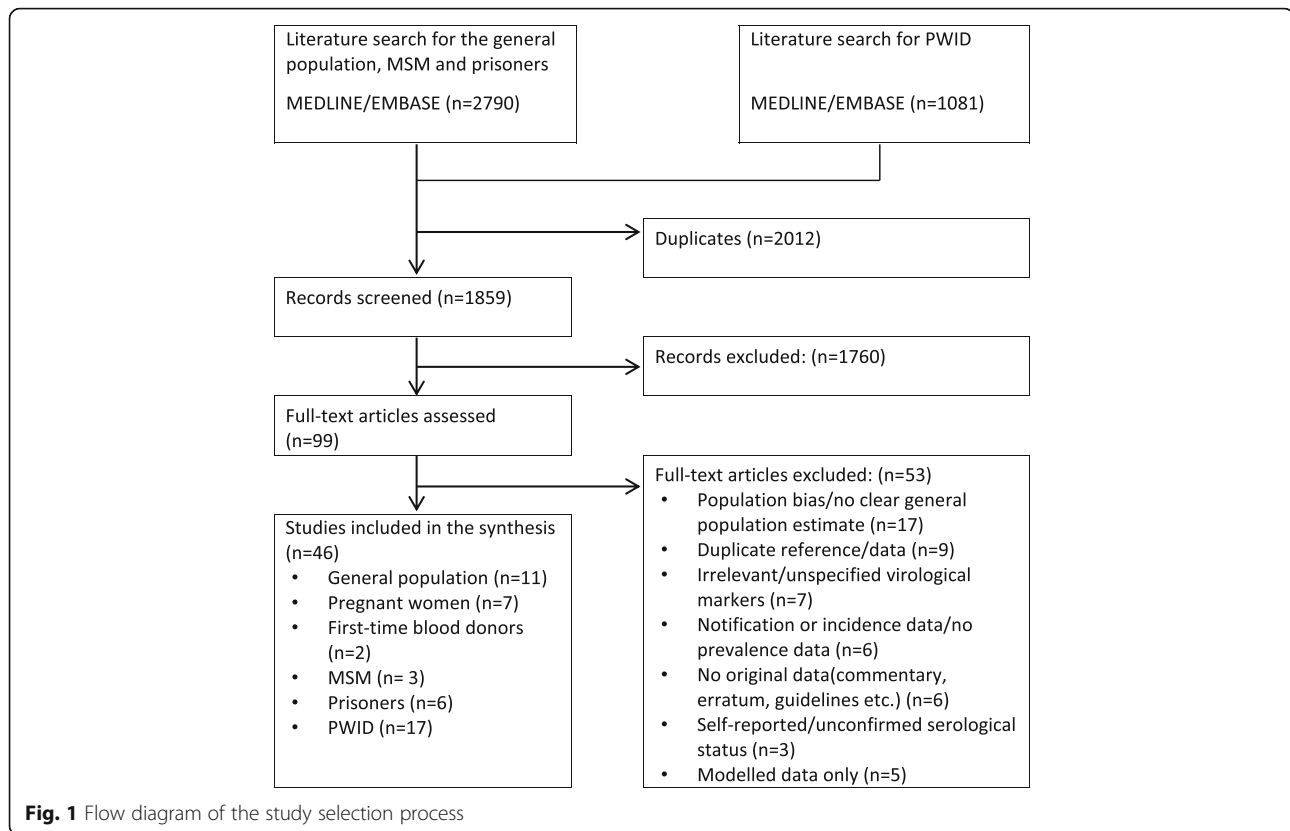 Literature search for the general
population, MSM and prisoners
MEDLINE/EMBASE (n=2790)
Literature search for PWID
MEDLINE/EMBASE (n=1081)
Duplicates (n=2012)
Records screened (n=1859)
Records excluded: (n=1760)
Full-text articles assessed
(n=99)
Full-text articles excluded: (n=53)
• Population bias/no clear general
population estimate (n=17)
• Duplicate reference/data (n=9)
• Irrelevant/unspecified virological
markers (n=7)
• Notification or incidence data/no
prevalence data (n=6)
• No original data(commentary,
erratum, guidelines etc.) (n=6)
• Self-reported/unconfirmed serological
status (n=3)
• Modelled data only (n=5)
Studies included in the synthesis
(n=46)
• General population (n=11)
• Pregnant women (n=7)
• First-time blood donors
(n=2)
• MSM (n= 3)
• Prisoners (n=6)
• PWID (n=17)
Fig. 1 Flow diagram of the study selection process